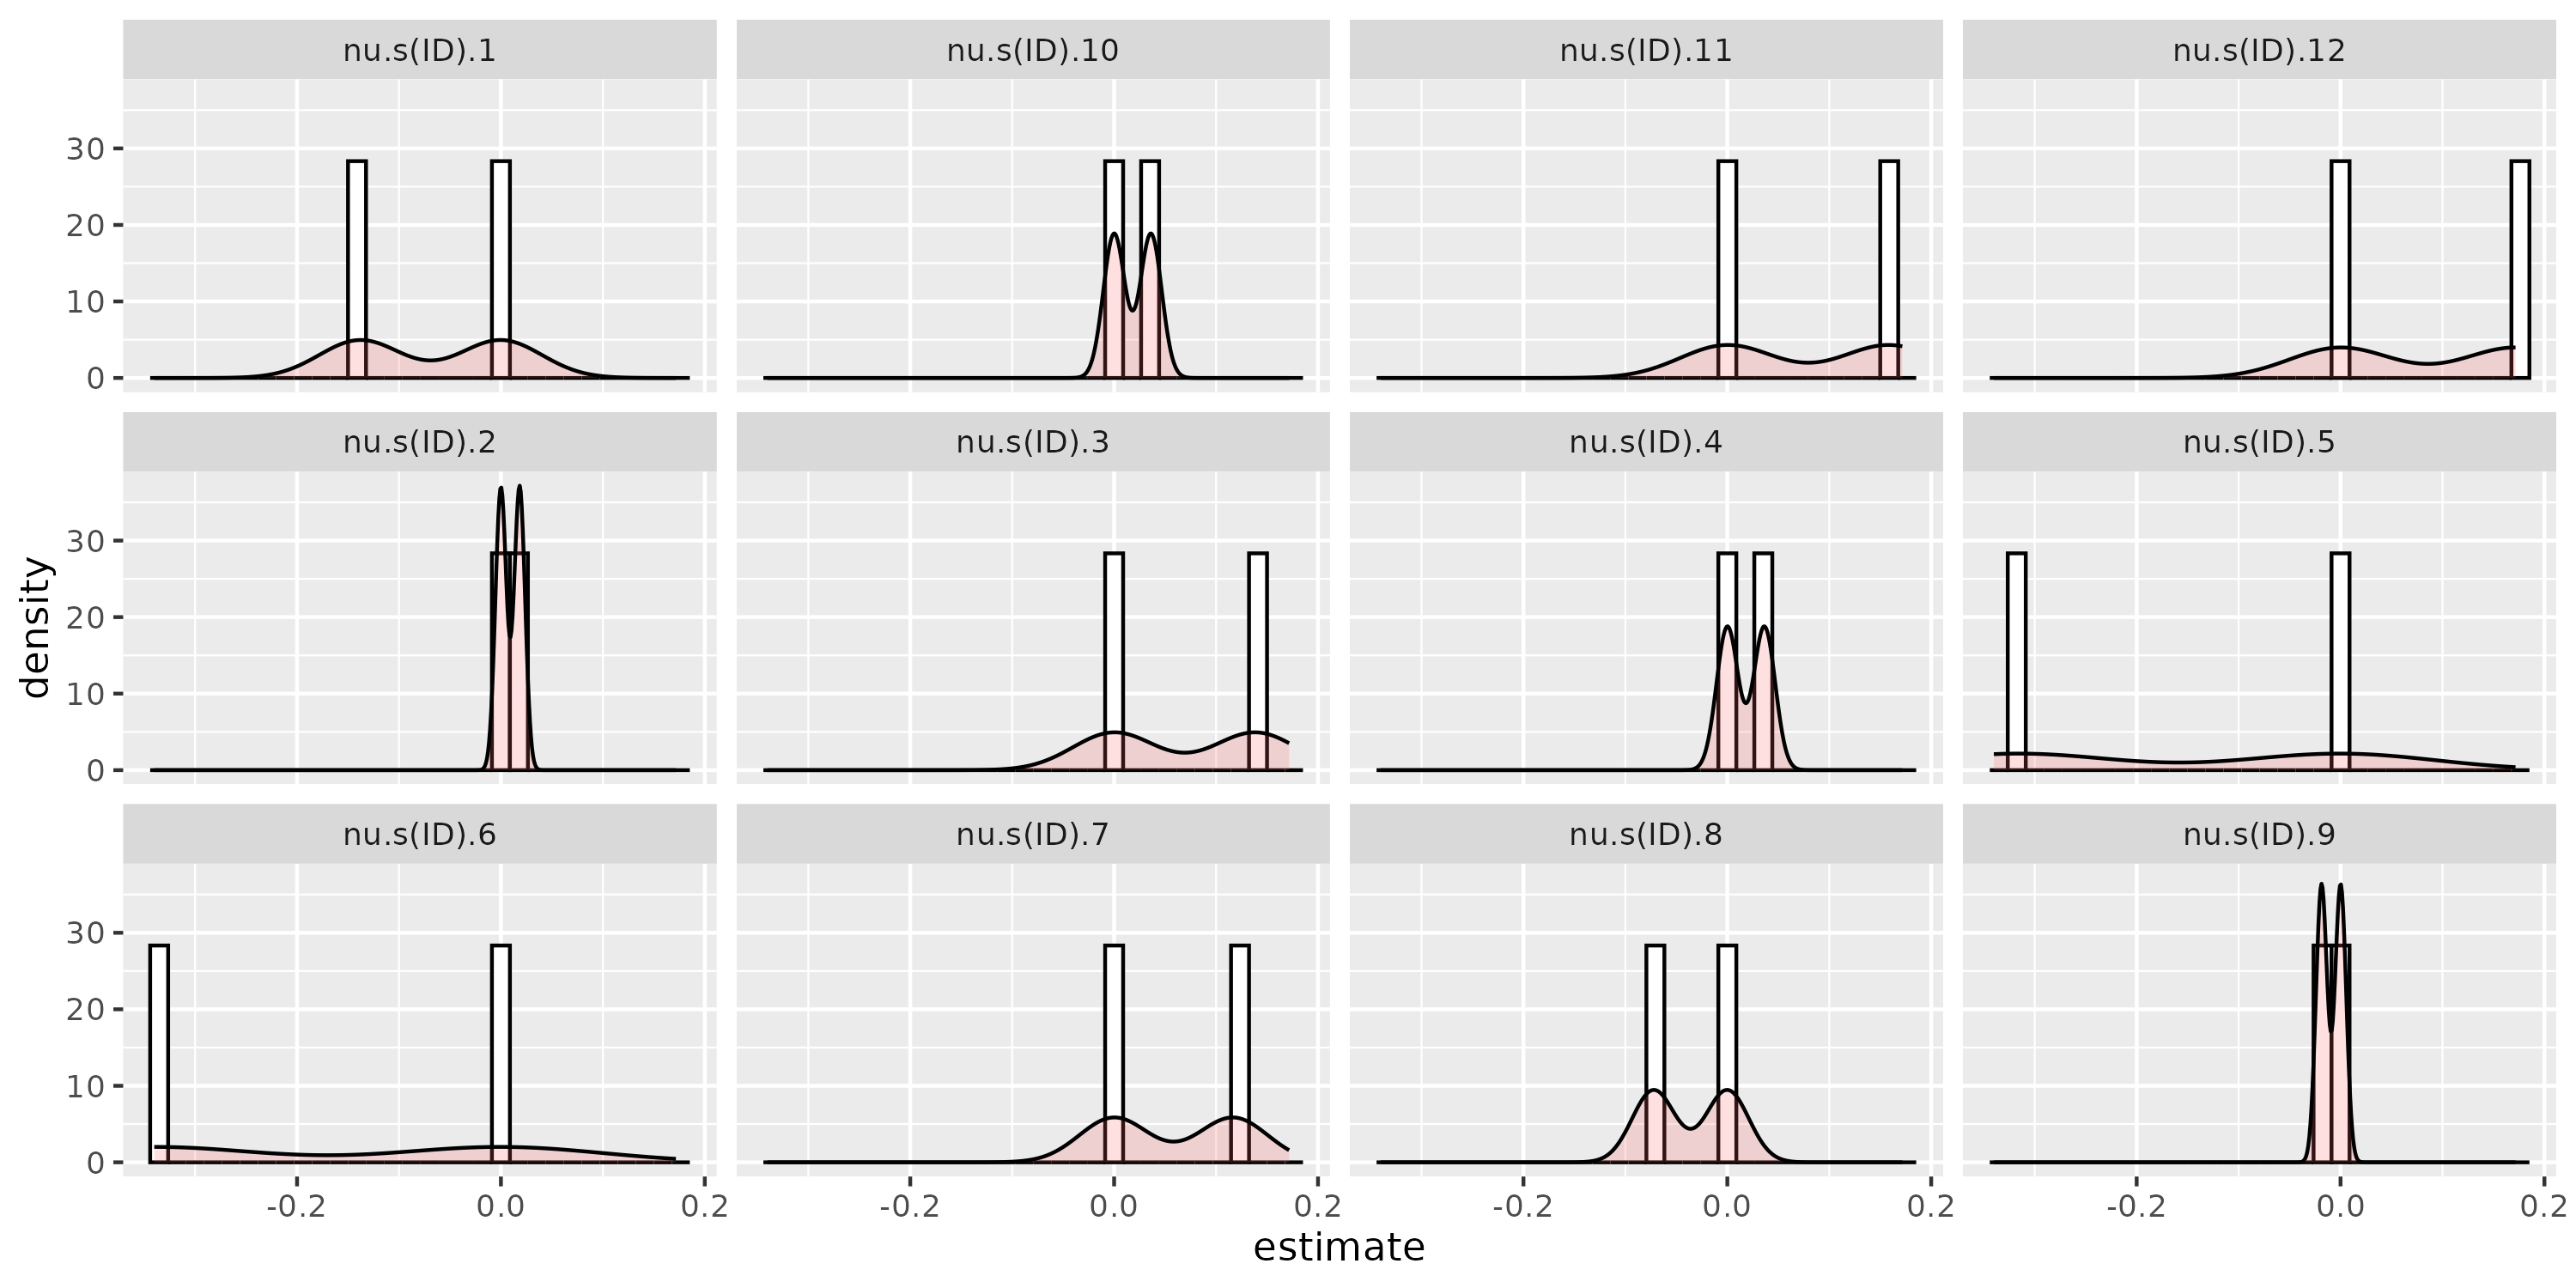 nu.s(ID).1 nu.s(ID).10 nu.s(ID).11 nu.s(ID).12
30
20
10
0
nu.s(ID).2 nu.s(ID).3 nu.s(ID).4 nu.s(ID).5
density
30
20
10
0
nu.s(ID).6 nu.s(ID).7 nu.s(ID).8 nu.s(ID).9
30
20
10
0
-0.2 0.0 0.2 -0.2 0.0 0.2 -0.2 0.0 0.2 -0.2 0.0 0.2
estimate